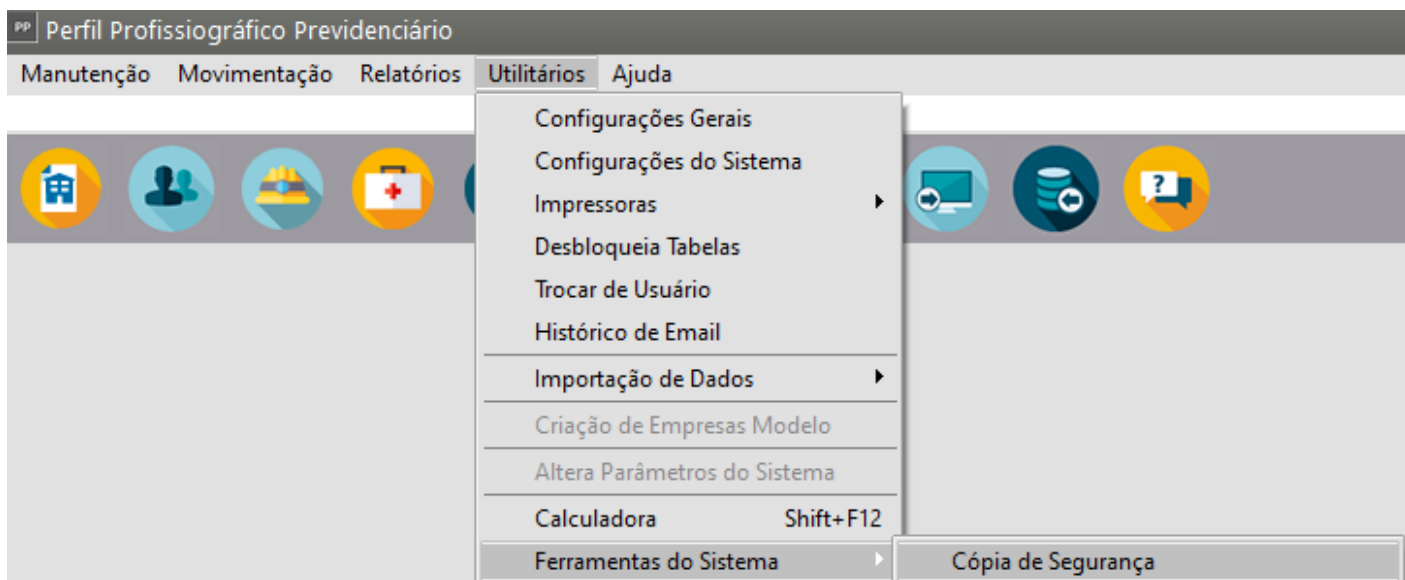 PP Perfil Profissiográfico Previdenciário
Manutenção Movimentação Relatórios Utilitários Ajuda
Configurações Gerais
Configurações do Sistema
Impressoras
Desbloqueia Tabelas
Trocar de Usuário
Histórico de Email
Importação de Dados
Criação de Empresas Modelo
Altera Parâmetros do Sistema
Calculadora Shift+F12
Ferramentas do Sistema Cópia de Segurança